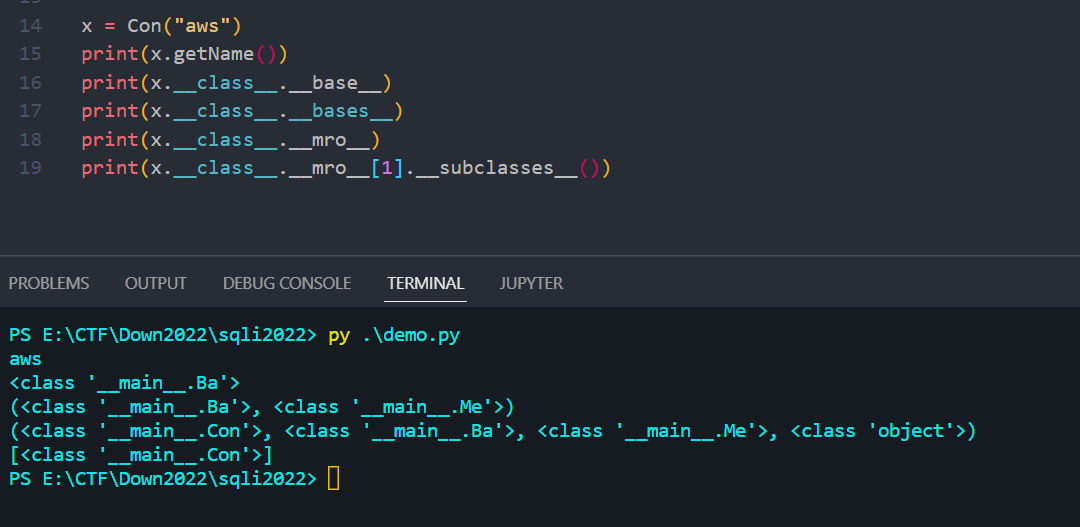 14 x = Con("aws")
15 print(x.getName())
16 print(x.__class__.__base__)
17 print(x.__class__.__bases__)
18 print(x.__class__.__mro__)
19 print(x.__class__.__mro__[1].__subclasses__())
PROBLEMS OUTPUT DEBUG CONSOLE TERMINAL JUPYTER
PS E:\CTF\Down2022\sqli2022> py .\demo.py
aws
<class '__main__.Ba'>
(<class '__main__.Ba'>, <class '__main__.Me'>)
(<class '__main__.Con'>, <class '__main__.Ba'>, <class '__main__.Me'>, <class 'object'>)
[<class '__main__.Con'>]
PS E:\CTF\Down2022\sqli2022>